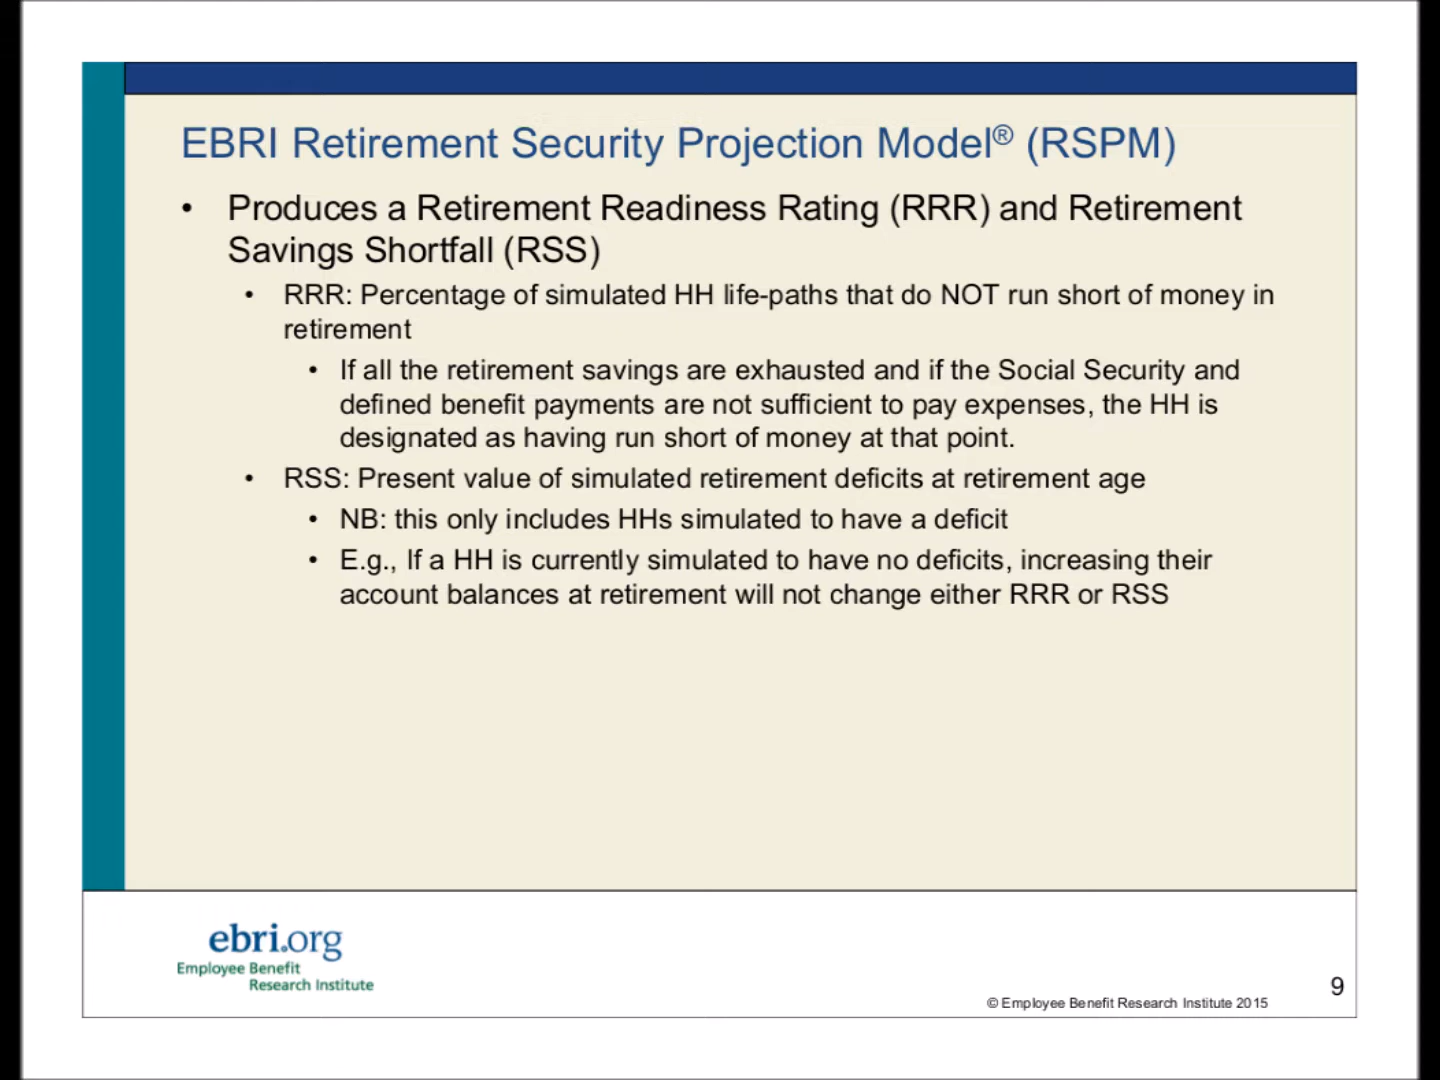 EBRI Retirement Security Projection Model® (RSPM)
• Produces a Retirement Readiness Rating (RRR) and Retirement
Savings Shortfall (RSS)
• RRR: Percentage of simulated HH life-paths that do NOT run short of money in
retirement
• If all the retirement savings are exhausted and if the Social Security and
defined benefit payments are not sufficient to pay expenses, the HH is
designated as having run short of money at that point.
• RSS: Present value of simulated retirement deficits at retirement age
• NB: this only includes HHs simulated to have a deficit
• E.g., If a HH is currently simulated to have no deficits, increasing their
account balances at retirement will not change either RRR or RSS
ebri.org
Employee Benefit
Research Institute
© Employee Benefit Research Institute 2015
9